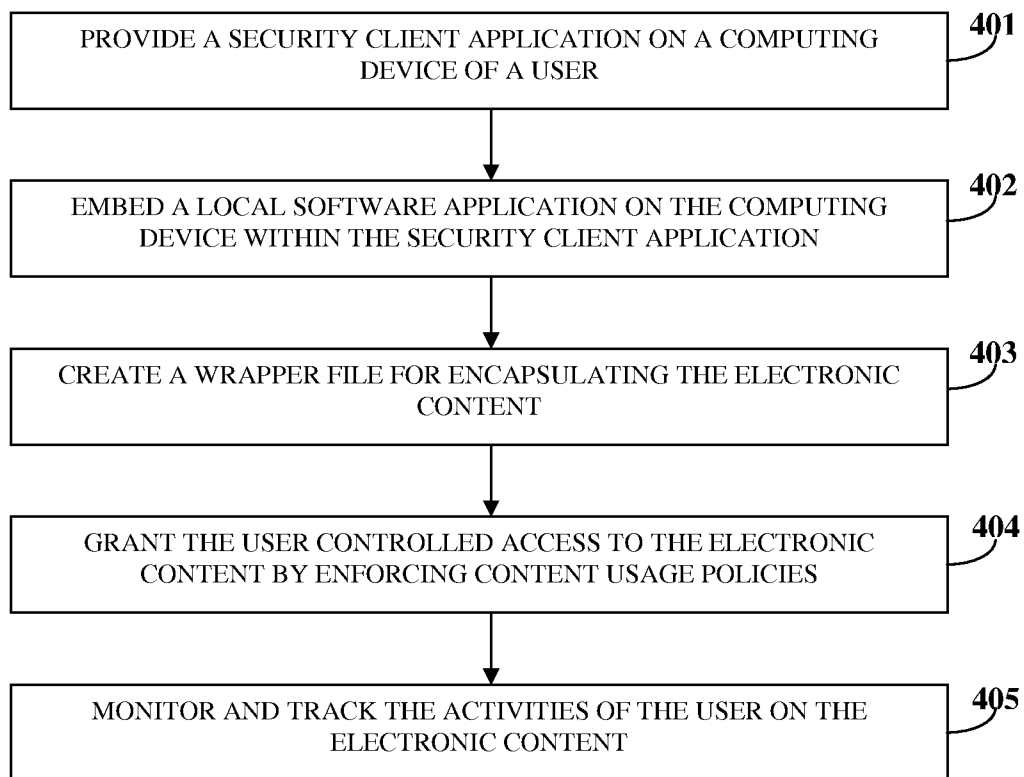 PROVIDE A SECURITY CLIENT APPLICATION ON A COMPUTING
DEVICE OF A USER
401
EMBED A LOCAL SOFTWARE APPLICATION ON THE COMPUTING
DEVICE WITHIN THE SECURITY CLIENT APPLICATION
402
CREATE A WRAPPER FILE FOR ENCAPSULATING THE ELECTRONIC
CONTENT
403
GRANT THE USER CONTROLLED ACCESS TO THE ELECTRONIC
CONTENT BY ENFORCING CONTENT USAGE POLICIES
404
MONITOR AND TRACK THE ACTIVITIES OF THE USER ON THE
ELECTRONIC CONTENT
405